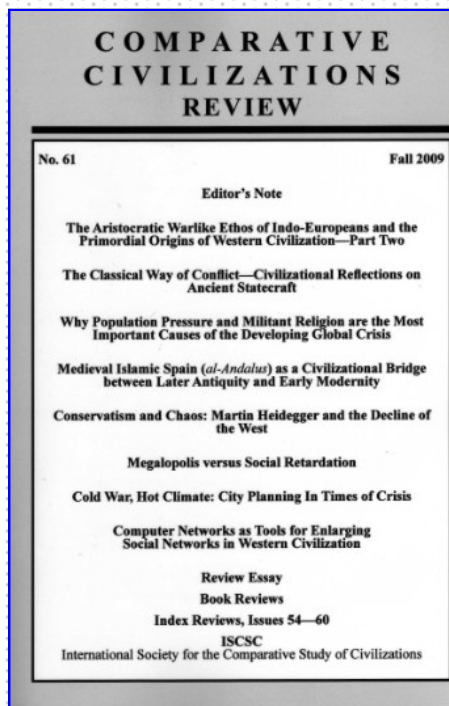 COMPARATIVE
CIVILIZATIONS
REVIEW
No. 61 Fall 2009
Editor's Note
The Aristocratic Warlike Ethos of Indo-Europeans and the
Primordial Origins of Western Civilization—Part Two
The Classical Way of Conflict—Civilizational Reflections on
Ancient Statecraft
Why Population Pressure and Militant Religion are the Most
Important Causes of the Developing Global Crisis
Medieval Islamic Spain (al-Andalus) as a Civilizational Bridge
between Later Antiquity and Early Modernity
Conservatism and Chaos: Martin Heidegger and the Decline of
the West
Megalopolis versus Social Retardation
Cold War, Hot Climate: City Planning In Times of Crisis
Computer Networks as Tools for Enlarging
Social Networks in Western Civilization
Review Essay
Book Reviews
Index Reviews, Issues 54—60
ISCSC
International Society for the Comparative Study of Civilizations